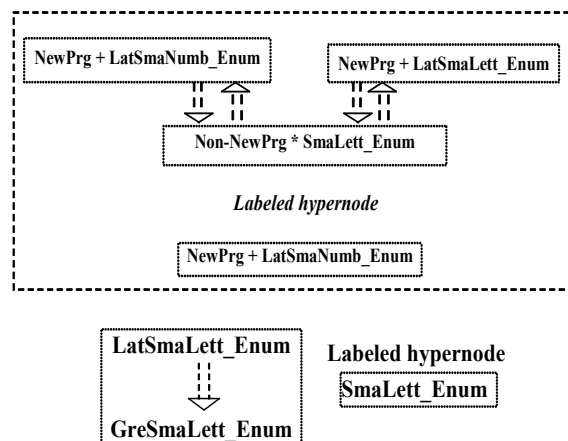 NewPrg + LatSmaNumb_Enum
NewPrg + LatSmaLett_Enum
Non-NewPrg * SmaLett_Enum
Labeled hypernode
NewPrg + LatSmaNumb_Enum
LatSmaLett_Enum
GreSmaLett_Enum
Labeled hypernode
SmaLett_Enum